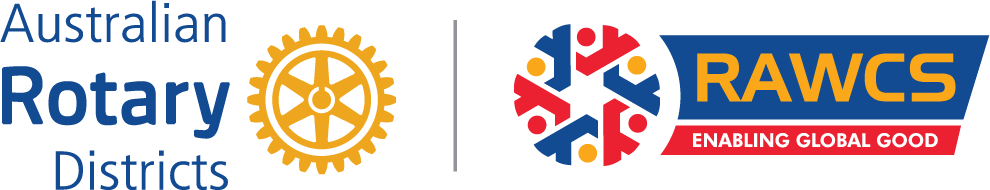 Australian
Rotary
Districts
RAWCS
ENABLING GLOBAL GOOD